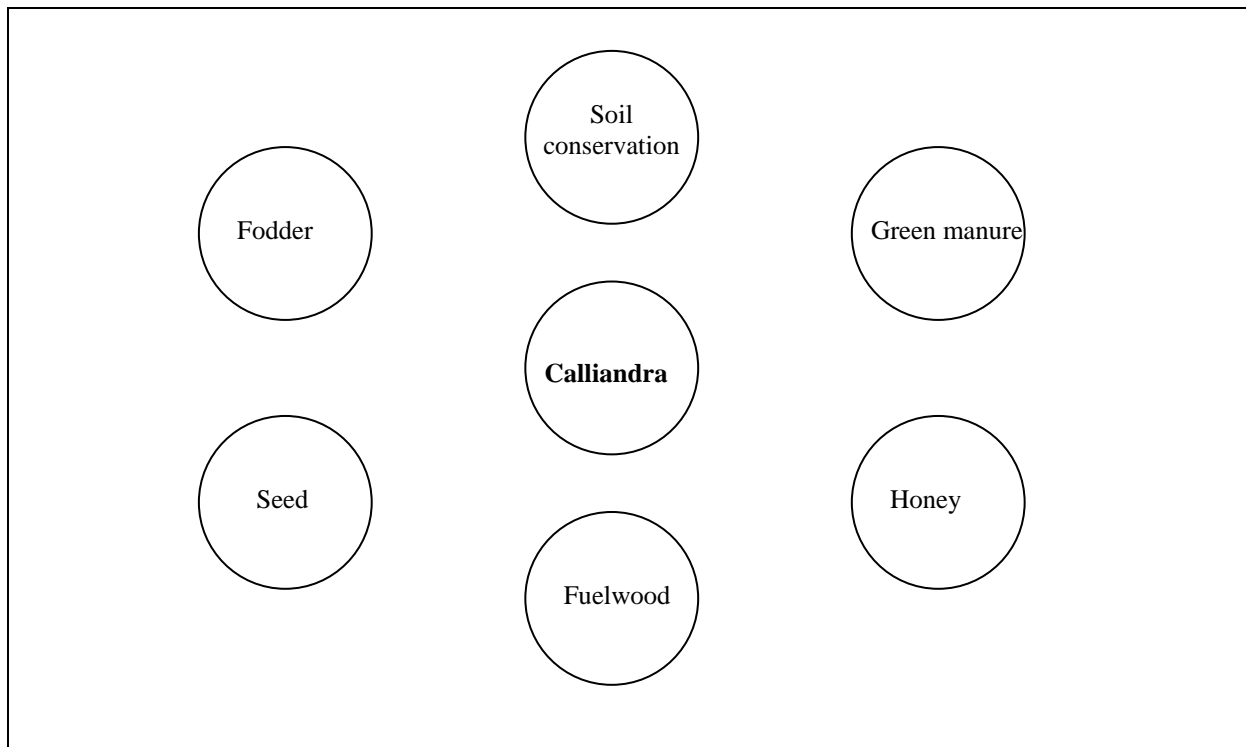 Soil
conservation
Fodder
Green manure
Calliandra
Seed
Honey
Fuelwood